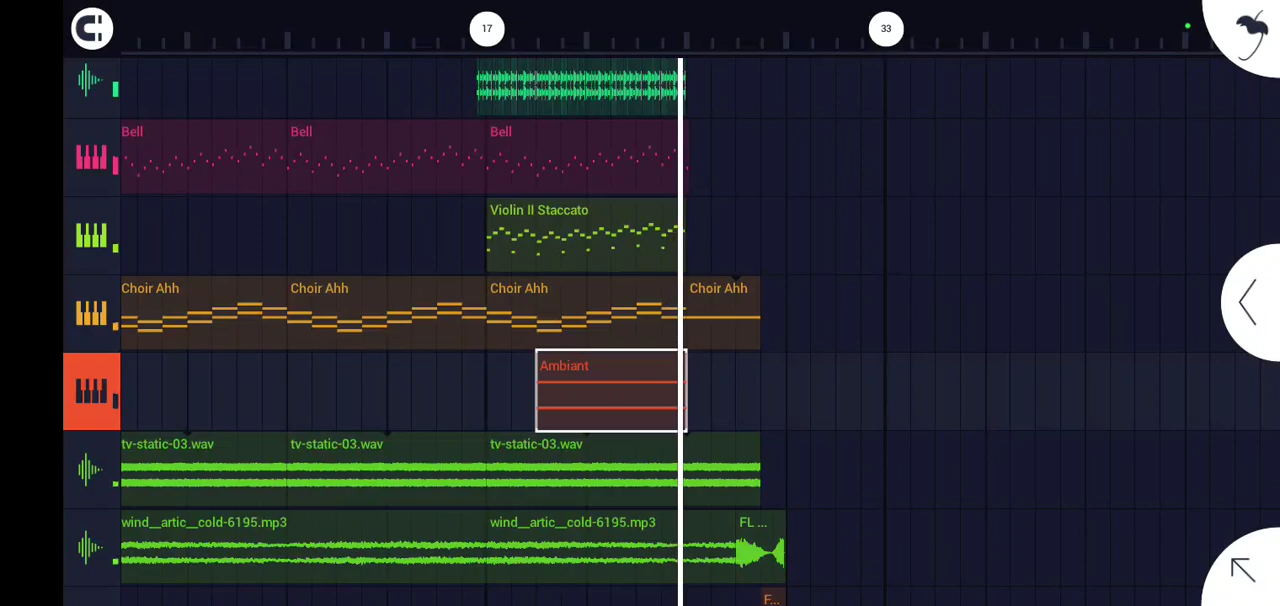 17 33
Bell Bell Bell
Violin II Staccato
Choir Ahh Choir Ahh Choir Ahh Choir Ahh
Ambiant
tv-static-03.wav tv-static-03.wav tv-static-03.wav
wind__artic__cold-6195.mp3 wind__artic__cold-6195.mp3 FL ...
F...